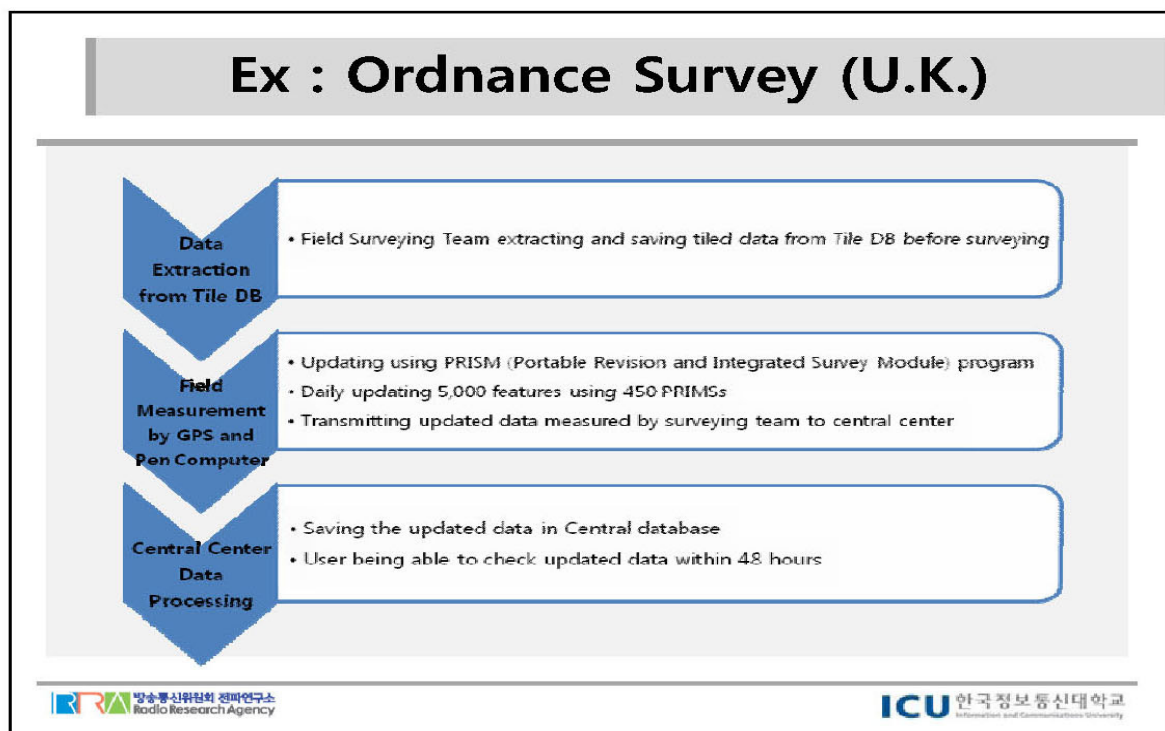 Ex : Ordnance Survey (U.K.)
Data
Extraction
from Tile DB
• Field Surveying Team extracting and saving tiled data from Tile DB before surveying
Field
Measurement
by GPS and
Pen Computer
• Updating using PRISM (Portable Revision and Integrated Survey Module) program
• Daily updating 5,000 features using 450 PRIMSs
• Transmitting updated data measured by surveying team to central center
Central Center
Data
Processing
• Saving the updated data in Central database
• User being able to check updated data within 48 hours
RRA 방송통신위원회 전파연구소
Radio Research Agency
ICU 한국정보통신대학교
Information and Communications University